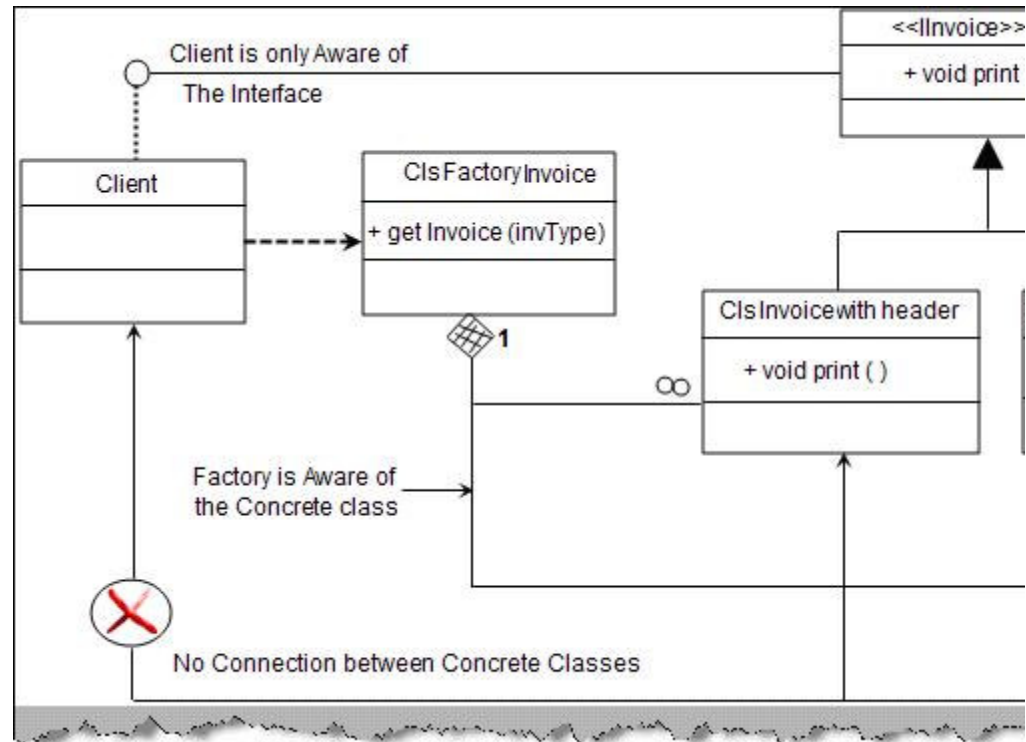 <<IInvoice>>
+ void print
Client is only Aware of
The Interface
Client
ClsFactoryInvoice
+ get Invoice (invType)
ClsInvoicewith header
+ void print ( )
1
Factory is Aware of
the Concrete class
No Connection between Concrete Classes